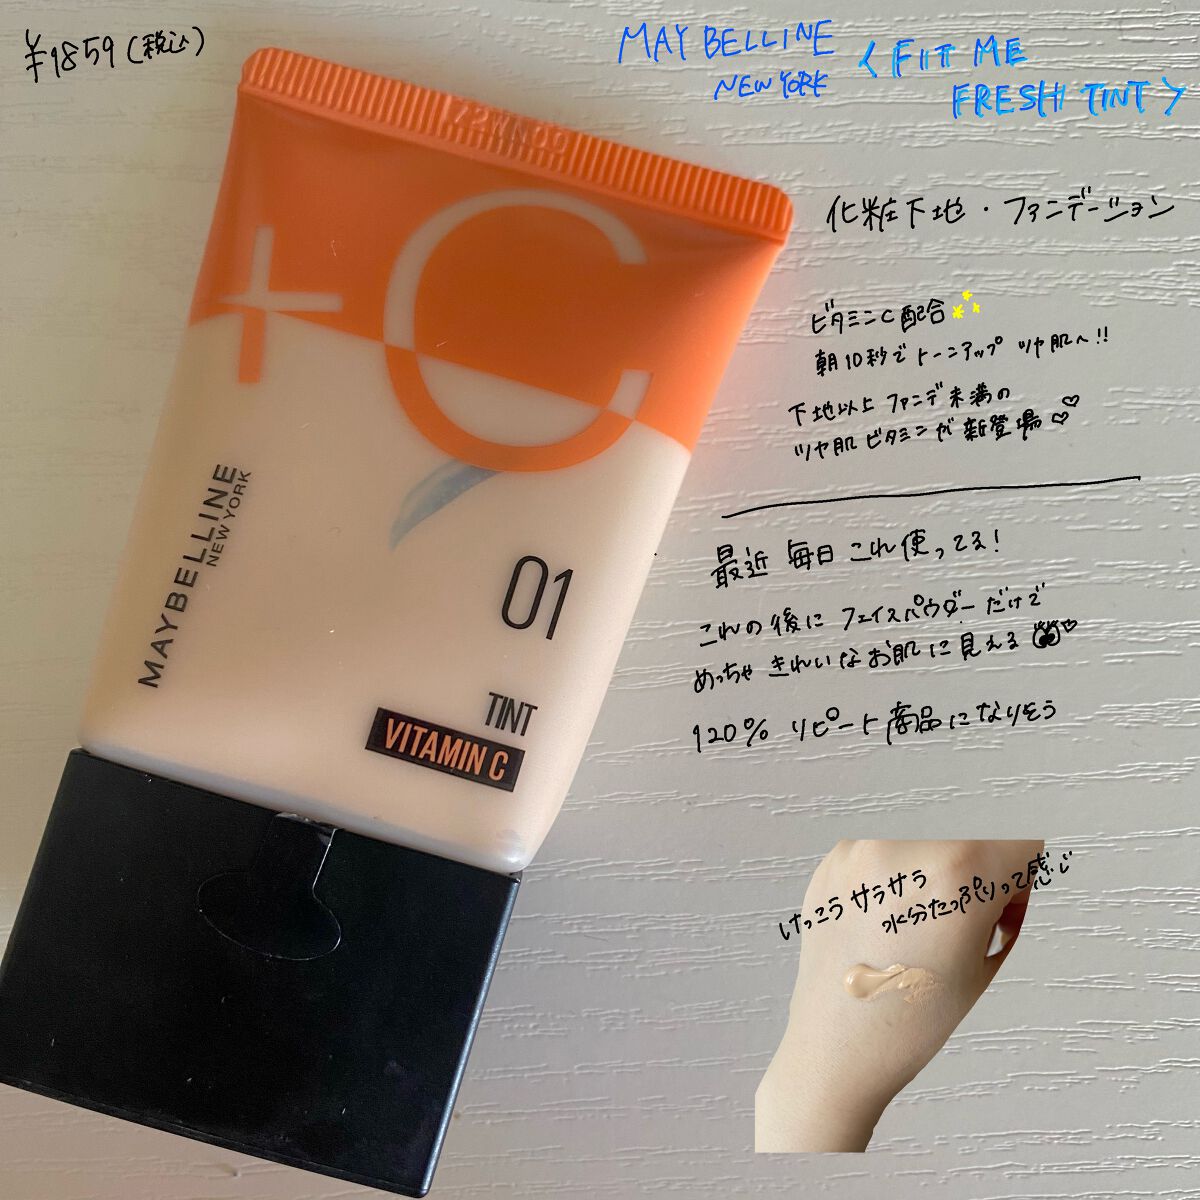 ¥1859(税込)
MAYBELLINE
NEW YORK
<FIT ME
FRESH TINT>
化粧下地・ファンデーション
ビタミンC配合
朝10秒でトーンアップ ツヤ肌へ!!
下地以上 ファンデ未満の
ツヤ肌ビタミンが新登場♡♡
最近 毎日これ使ってる!
これの後にフェイスパウダーだけで
めっちゃきれいなお肌に見える
120% リピート商品になりそう
けっこうサラサラ
水分たっぷりって感じ
+C
MAYBELLINE
NEW YORK
01
TINT
VITAMIN C